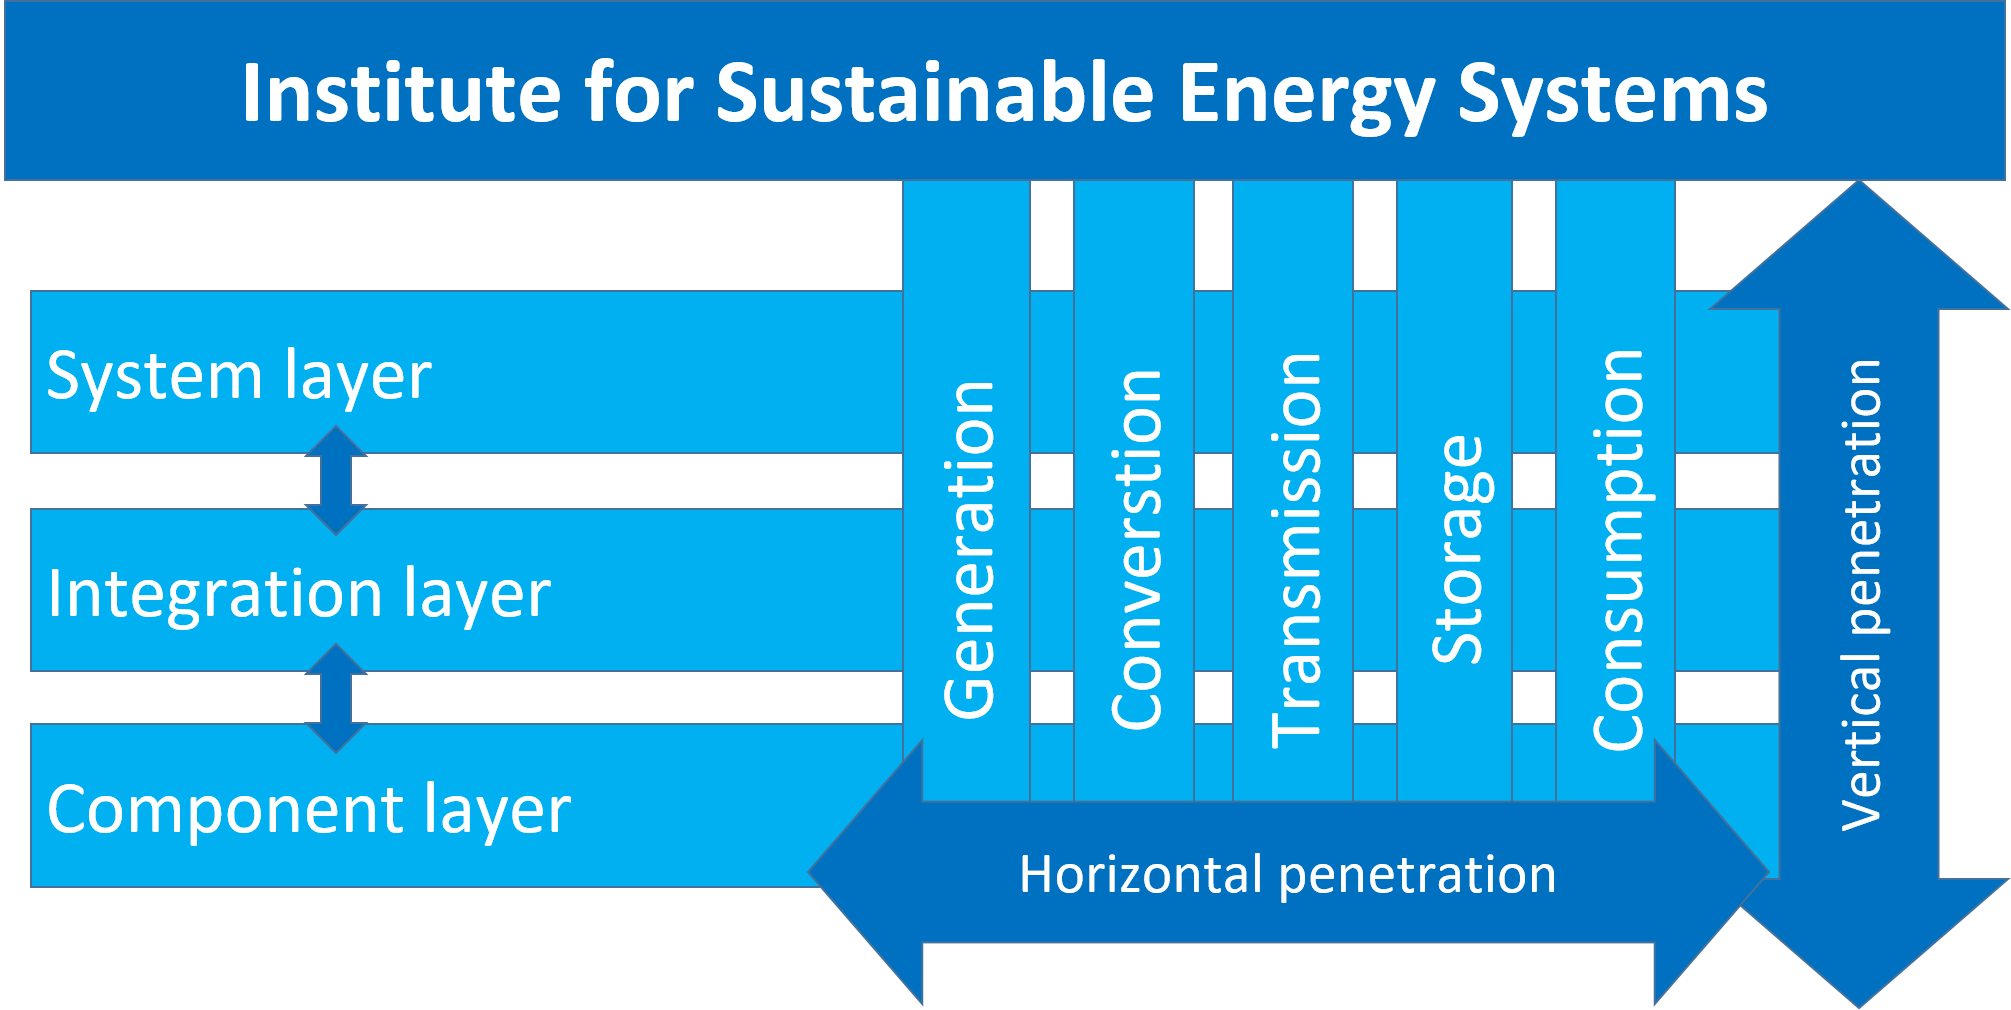 Institute for Sustainable Energy Systems
System layer
Integration layer
Component layer
Generation
Converstion
Transmission
Storage
Consumption
Vertical penetration
Horizontal penetration